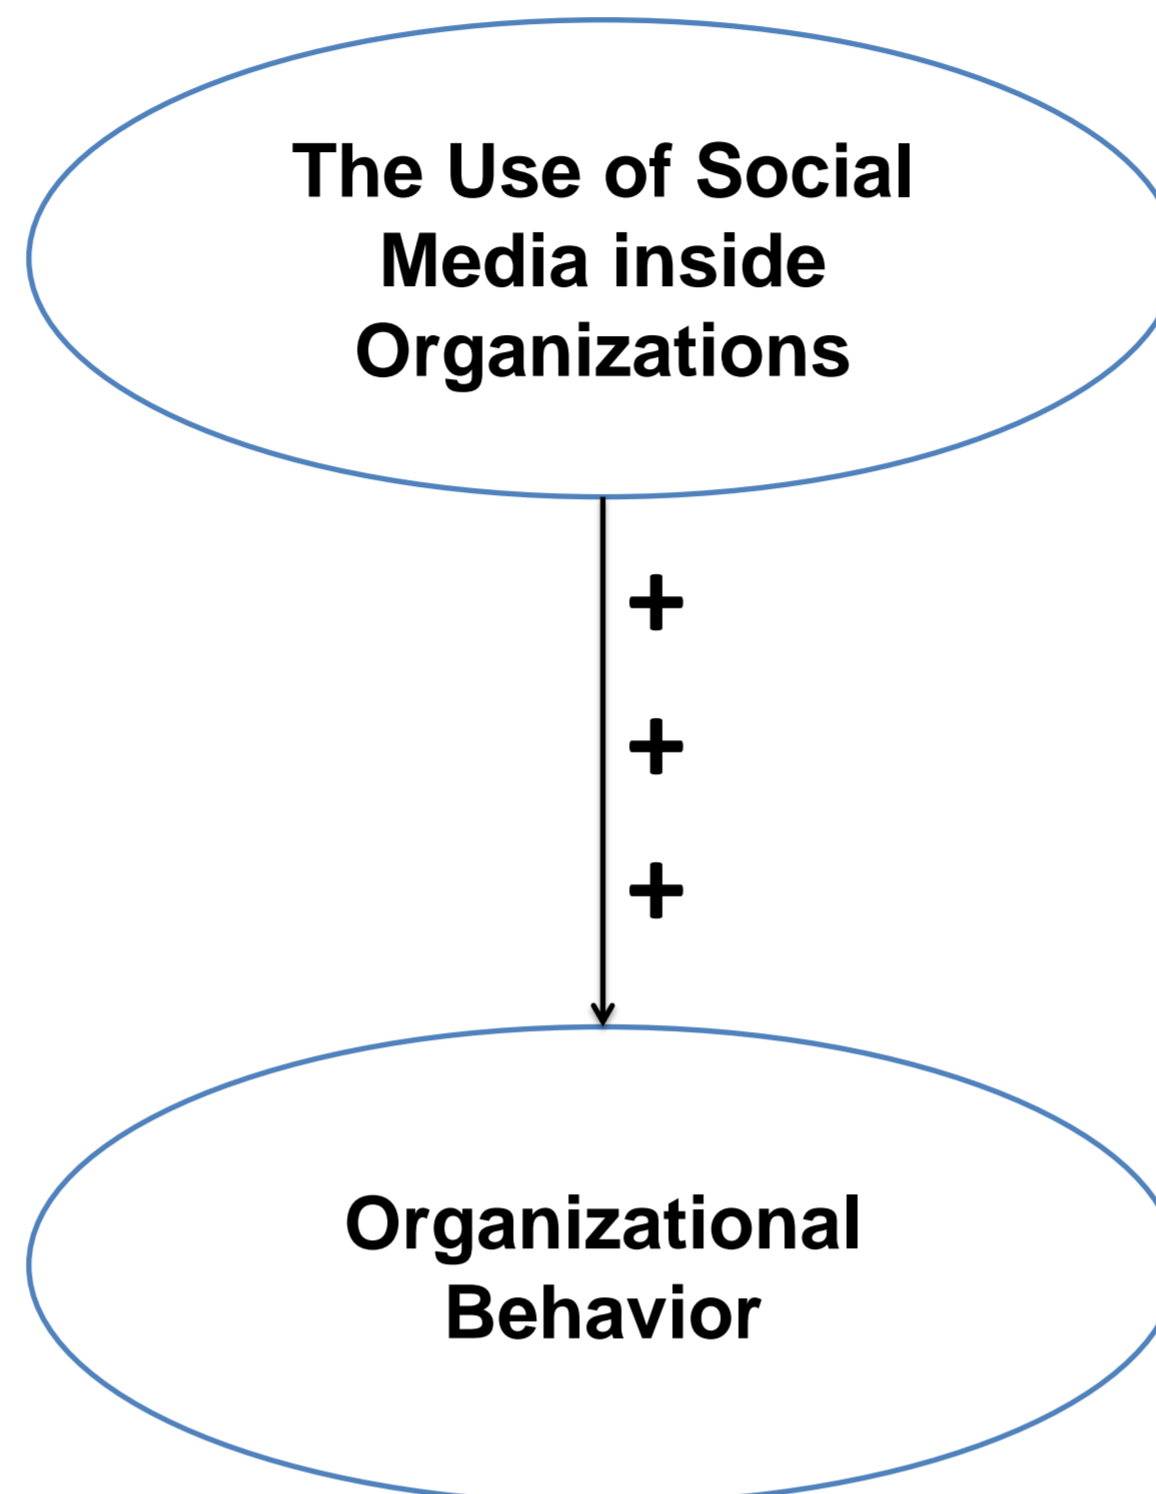 The Use of Social
Media inside
Organizations
+
+
+
Organizational
Behavior